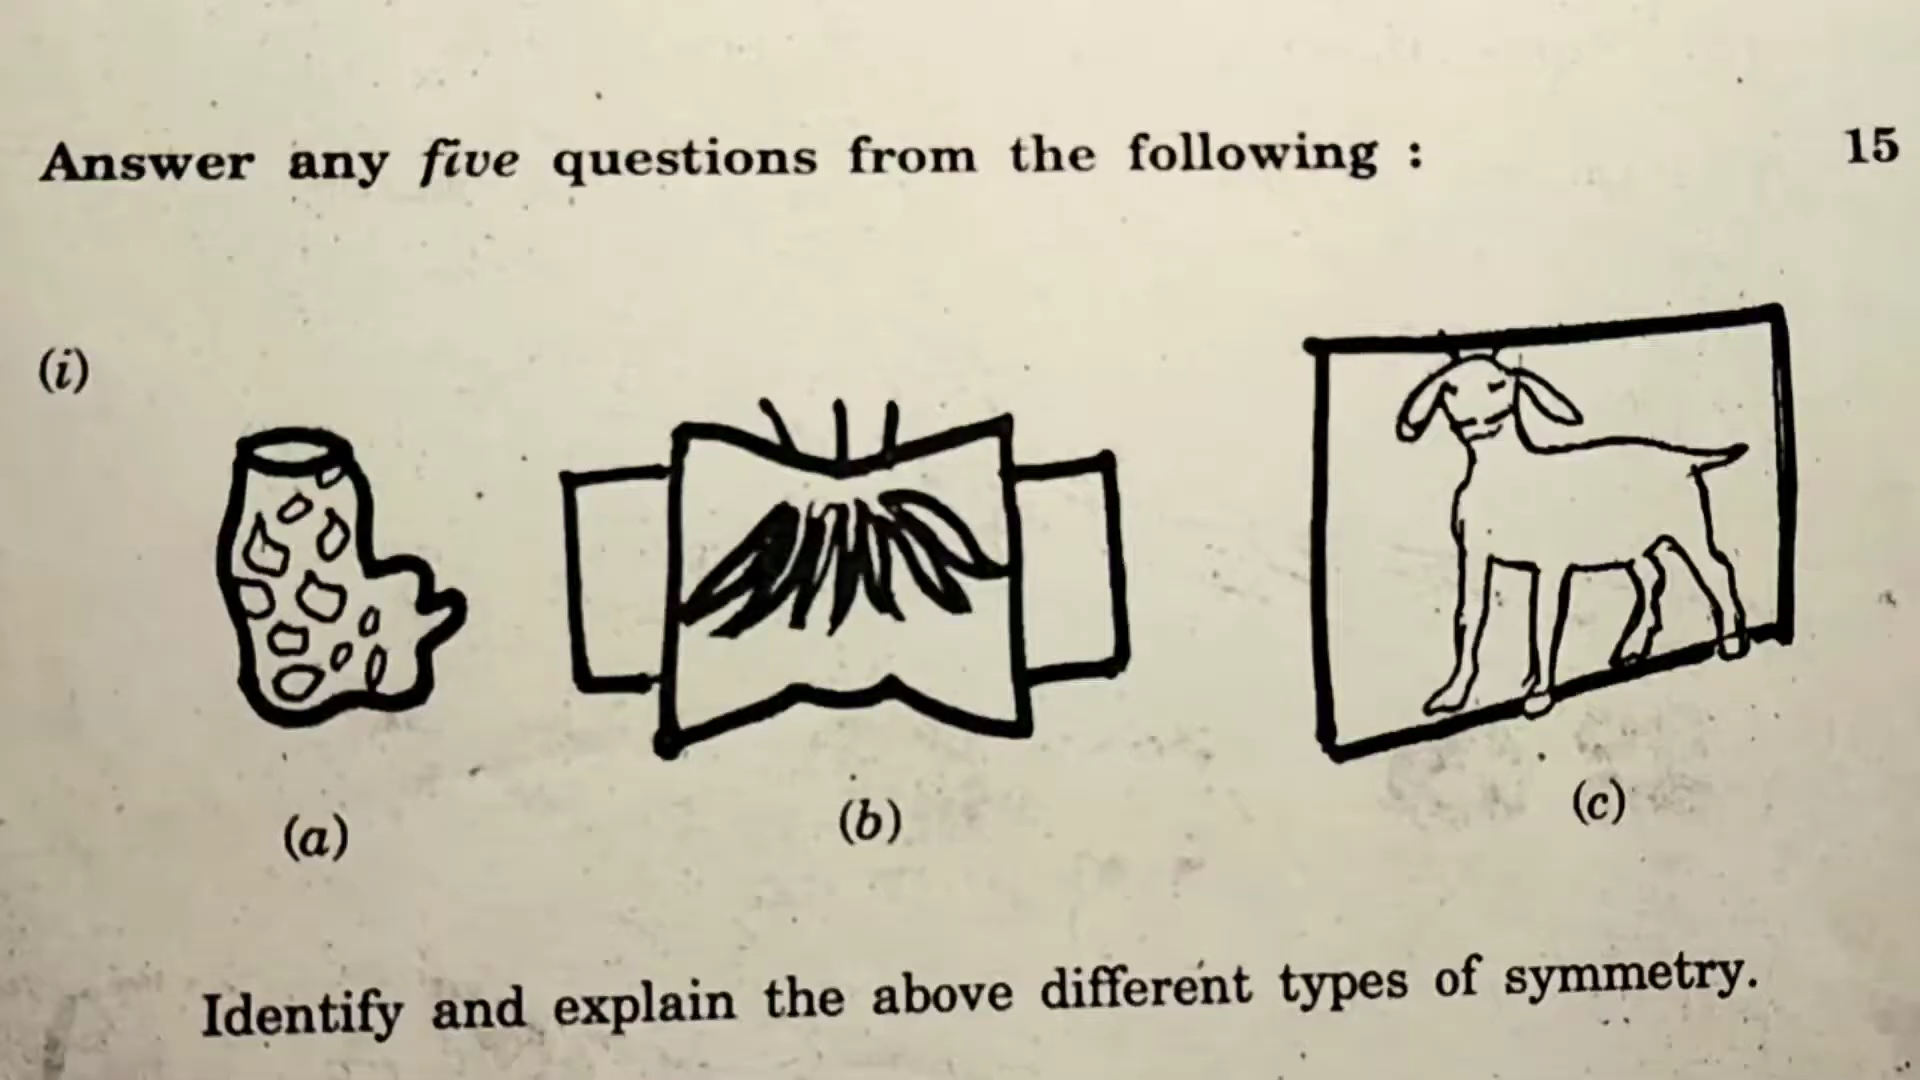 Answer any five questions from the following : 15
(i)
(a) (b) (c)
Identify and explain the above different types of symmetry.